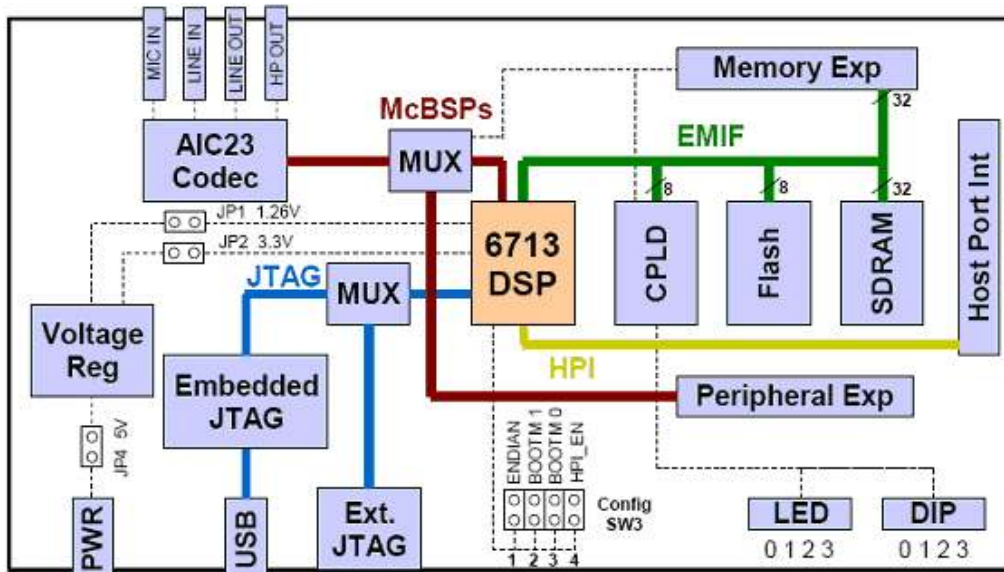 MIC IN
LINE IN
LINE OUT
HP OUT
Memory Exp
32
McBSPs
AIC23
Codec
MUX
EMIF
8
8
32
Host Port Int
JP1 1.26V
JP2 3.3V
6713
DSP
CPLD
Flash
SDRAM
JTAG
MUX
Voltage
Reg
HPI
Embedded
JTAG
Peripheral Exp
JP4 5V
ENDIAN
BOOTM 1
BOOTM 0
HPI_EN
Config
SW3
PWR
USB
Ext.
JTAG
1 2 3 4
LED
DIP
0 1 2 3
0 1 2 3